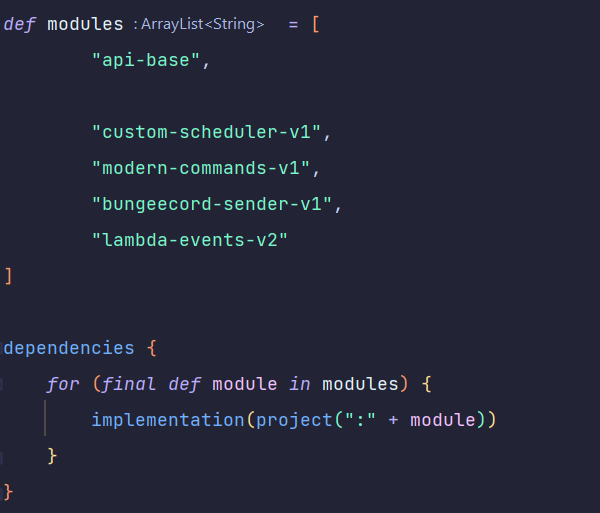 def modules : ArrayList<String> = [
"api-base",
"custom-scheduler-v1",
"modern-commands-v1",
"bungeecord-sender-v1",
"lambda-events-v2"
]
dependencies {
for (final def module in modules) {
implementation(project(":" + module))
}
}